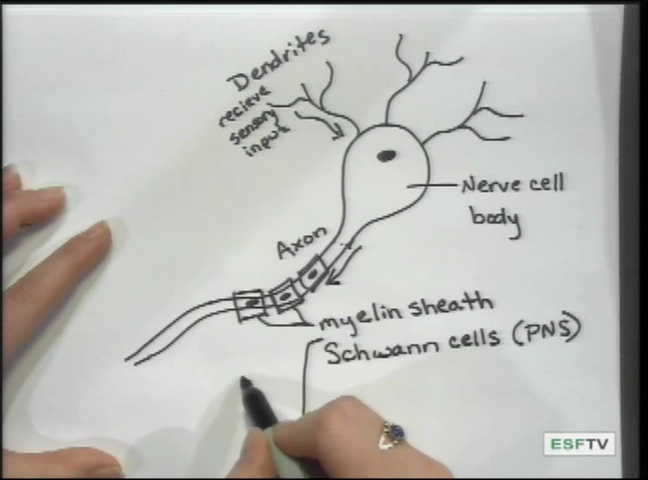 Dendrites
recieve
sensory
input
Nerve cell
body
Axon
myelin sheath
Schwann cells (PNS)
ESFTV